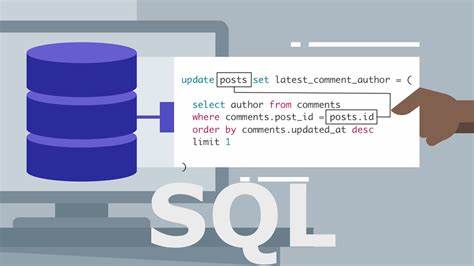 update posts set latest_comment_author = (
select author from comments
where comments.post_id = posts.id
order by comments.updated_at desc
limit 1
)
SQL